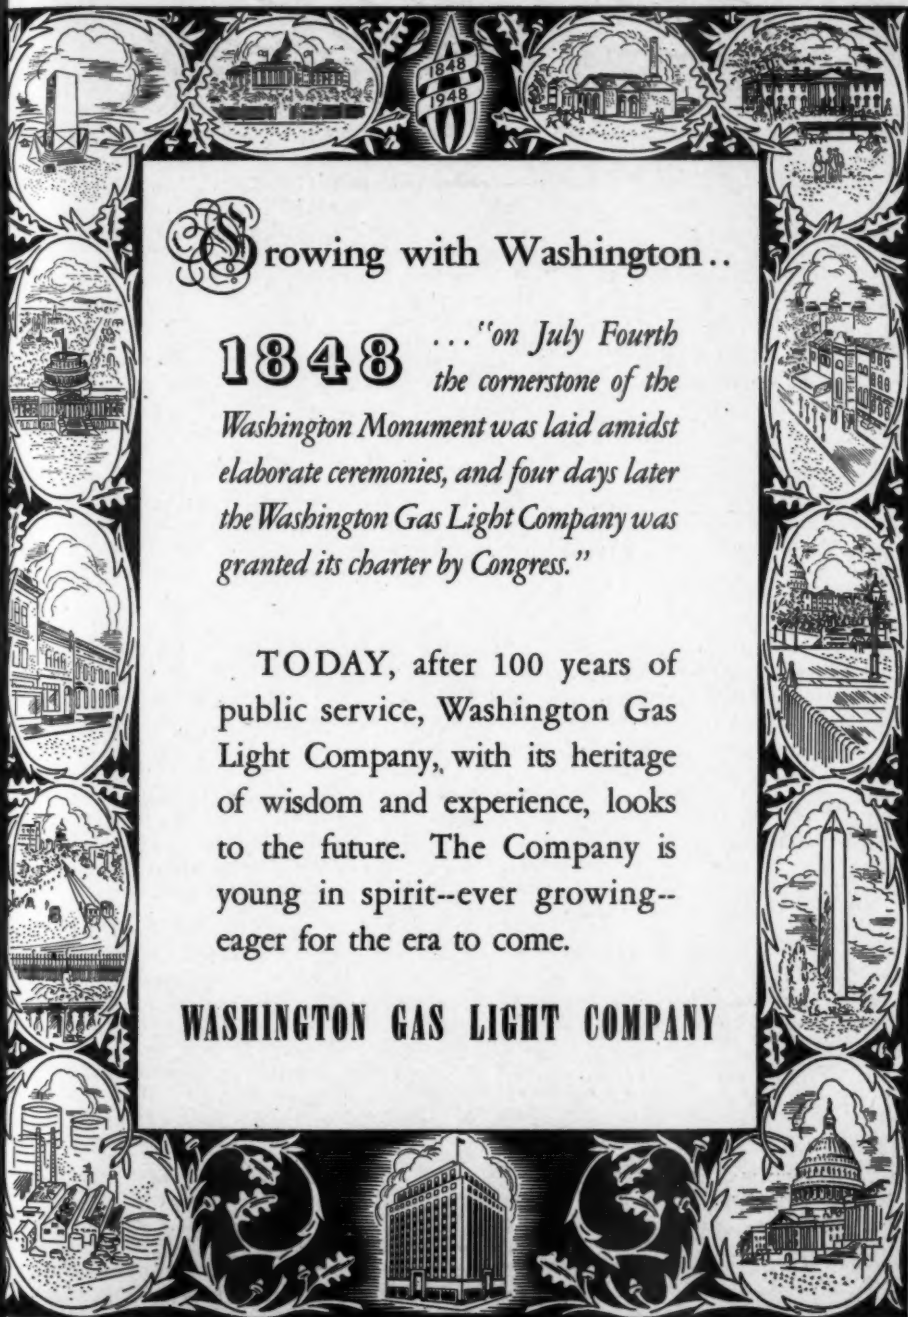 1848
1948
Growing with Washington..
1848 ..."on July Fourth
the cornerstone of the
Washington Monument was laid amidst
elaborate ceremonies, and four days later
the Washington Gas Light Company was
granted its charter by Congress."
TODAY, after 100 years of
public service, Washington Gas
Light Company, with its heritage
of wisdom and experience, looks
to the future. The Company is
young in spirit--ever growing--
eager for the era to come.
WASHINGTON GAS LIGHT COMPANY